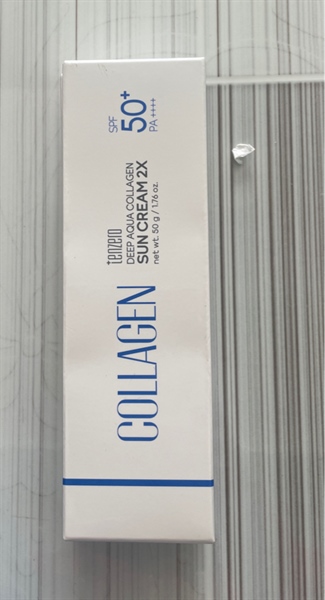 COLLAGEN
tenzero
DEEP AQUA COLLAGEN
SUN CREAM 2X
net wt. 50 g / 1.76 oz.
SPF
50+
PA ++++